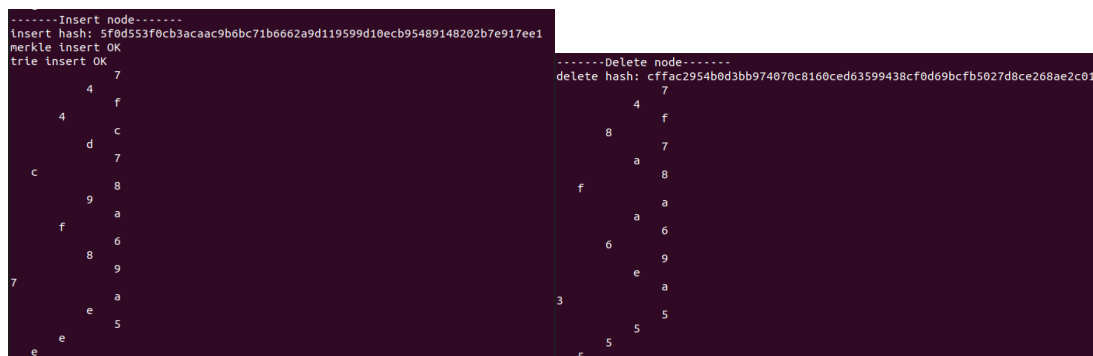 -------Insert node-------
insert hash: 5f0d553f0cb3acaac9b6bc71b6662a9d119599d10ecb95489148202b7e917ee1
merkle insert OK
trie insert OK
7
4
f
4
c
d
7
c
8
9
a
f
6
8
9
7
a
e
5
e
e
-------Delete node-------
delete hash: cffac2954b0d3bb974070c8160ced63599438cf0d69bcfb5027d8ce268ae2c01
7
4
f
8
7
a
8
f
a
a
6
6
9
e
a
3
5
5
5